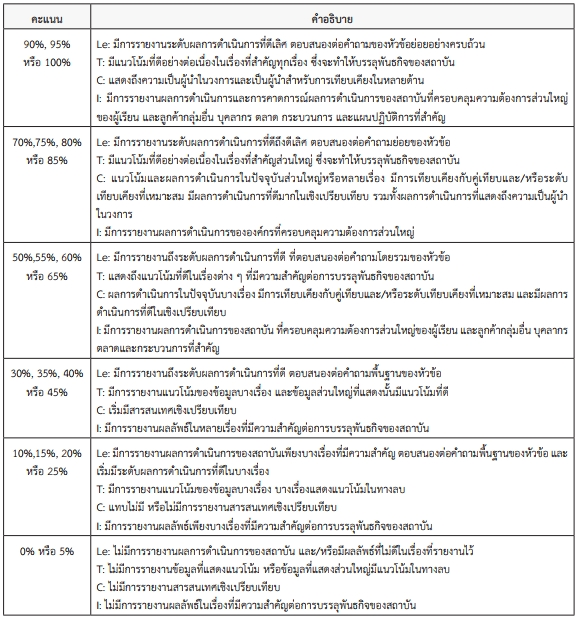 คะแนน คำอธิบาย
90%, 95% Le: มีการรายงานระดับผลการดำเนินการที่ดีเลิศ ตอบสนองต่อคำถามของหัวข้อย่อยอย่างครบถ้วน
หรือ 100% T: มีแนวโน้มที่ดีอย่างต่อเนื่องในเรื่องที่สำคัญทุกเรื่อง ซึ่งจะทำให้บรรลุพันธกิจของสถาบัน
C: แสดงถึงความเป็นผู้นำในวงการและเป็นผู้นำสำหรับการเทียบเคียงในหลายด้าน
I: มีการรายงานผลการดำเนินการและการคาดการณ์ผลการดำเนินการของสถาบันที่ครอบคลุมความต้องการส่วนใหญ่
ของผู้เรียน และลูกค้ากลุ่มอื่น บุคลากร ตลาด กระบวนการ และแผนปฏิบัติการที่สำคัญ
70%,75%, 80% Le: มีการรายงานระดับผลการดำเนินการที่ดีถึงดีเลิศ ตอบสนองต่อคำถามย่อยของหัวข้อ
หรือ 85% T: มีแนวโน้มที่ดีอย่างต่อเนื่องในเรื่องที่สำคัญส่วนใหญ่ ซึ่งจะทำให้บรรลุพันธกิจของสถาบัน
C: แนวโน้มและผลการดำเนินการในปัจจุบันส่วนใหญ่หรือหลายเรื่อง มีการเทียบเคียงกับคู่เทียบและ/หรือระดับ
เทียบเคียงที่เหมาะสม มีผลการดำเนินการที่ดีมากในเชิงเปรียบเทียบ รวมทั้งผลการดำเนินการที่แสดงถึงความเป็นผู้นำ
ในวงการ
I: มีการรายงานผลการดำเนินการขององค์กรที่ครอบคลุมความต้องการส่วนใหญ่
50%,55%, 60% Le: มีการรายงานถึงระดับผลการดำเนินการที่ดี ที่ตอบสนองต่อคำถามโดยรวมของหัวข้อ
หรือ 65% T: แสดงถึงแนวโน้มที่ดีในเรื่องต่าง ๆ ที่มีความสำคัญต่อการบรรลุพันธกิจของสถาบัน
C: ผลการดำเนินการในปัจจุบันบางเรื่อง มีการเทียบเคียงกับคู่เทียบและ/หรือระดับเทียบเคียงที่เหมาะสม และมีผลการ
ดำเนินการที่ดีในเชิงเปรียบเทียบ
I: มีการรายงานผลการดำเนินการของสถาบัน ที่ครอบคลุมความต้องการส่วนใหญ่ของผู้เรียน และลูกค้ากลุ่มอื่น บุคลากร
ตลาดและกระบวนการที่สำคัญ
30%, 35%, 40% Le: มีการรายงานถึงระดับผลการดำเนินการที่ดี ตอบสนองต่อคำถามพื้นฐานของหัวข้อ
หรือ 45% T: มีการรายงานแนวโน้มของข้อมูลบางเรื่อง และข้อมูลส่วนใหญ่ที่แสดงนั้นมีแนวโน้มที่ดี
C: เริ่มมีสารสนเทศเชิงเปรียบเทียบ
I: มีการรายงานผลลัพธ์ในหลายเรื่องที่มีความสำคัญต่อการบรรลุพันธกิจของสถาบัน
10%,15%, 20% Le: มีการรายงานผลการดำเนินการของสถาบันเพียงบางเรื่องที่มีความสำคัญ ตอบสนองต่อคำถามพื้นฐานของหัวข้อ และ
หรือ 25% เริ่มมีระดับผลการดำเนินการที่ดีในบางเรื่อง
T: มีการรายงานแนวโน้มของข้อมูลบางเรื่อง บางเรื่องแสดงแนวโน้มในทางลบ
C: แทบไม่มี หรือไม่มีการรายงานสารสนเทศเชิงเปรียบเทียบ
I: มีการรายงานผลลัพธ์เพียงบางเรื่องที่มีความสำคัญต่อการบรรลุพันธกิจของสถาบัน
0% หรือ 5% Le: ไม่มีการรายงานผลการดำเนินการของสถาบัน และ/หรือมีผลลัพธ์ที่ไม่ดีในเรื่องที่รายงานไว้
T: ไม่มีการรายงานข้อมูลที่แสดงแนวโน้ม หรือข้อมูลที่แสดงส่วนใหญ่มีแนวโน้มในทางลบ
C: ไม่มีการรายงานสารสนเทศเชิงเปรียบเทียบ
I: ไม่มีการรายงานผลลัพธ์ในเรื่องที่มีความสำคัญต่อการบรรลุพันธกิจของสถาบัน